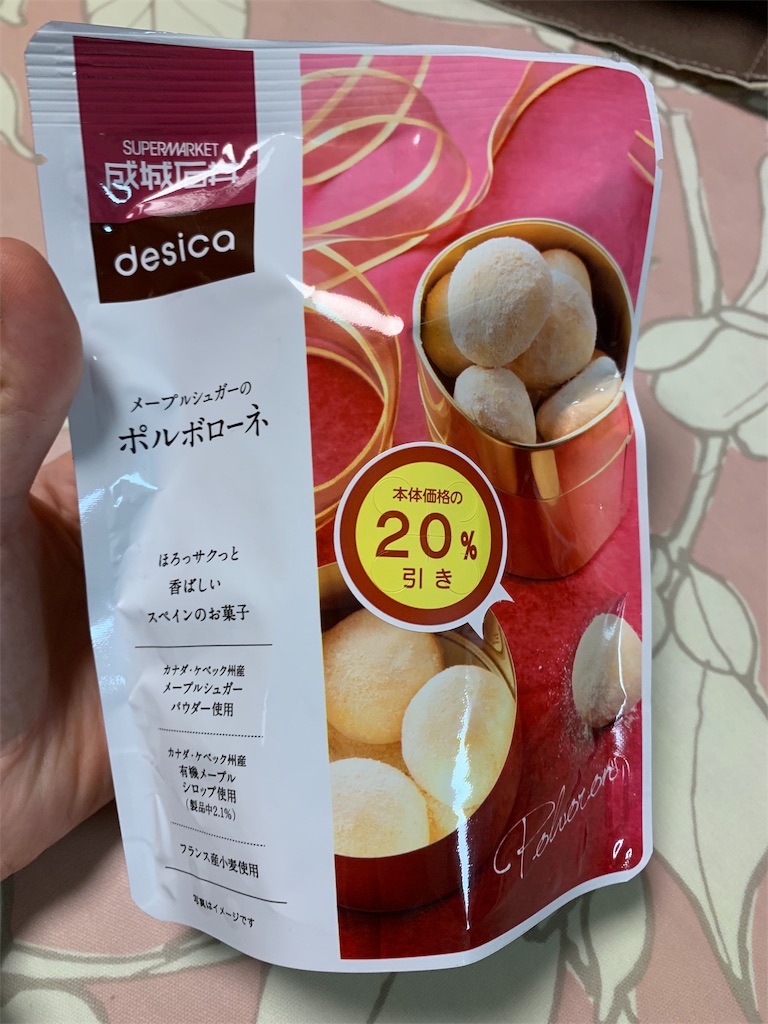 SUPERMARKET
成城石井
desica
メープルシュガーの
ポルボローネ
ほろっサクっと
香ばしい
スペインのお菓子
カナダ・ケベック州産
メープルシュガー
パウダー使用
カナダ・ケベック州産
有機メープル
シロップ使用
(製品中2.1%)
フランス産小麦使用
写真はイメージです
本体価格の
20%
引き